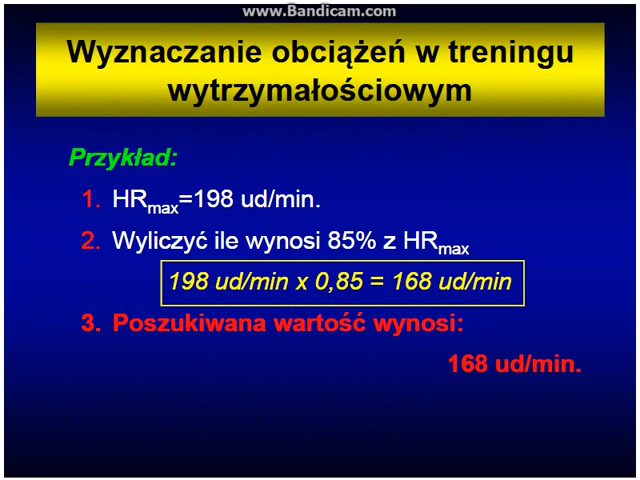 www.Bandicam.com
Wyznaczanie obciążeń w treningu
wytrzymałościowym
Przykład:
1. HRmax=198 ud/min.
2. Wyliczyć ile wynosi 85% z HRmax
198 ud/min x 0,85 = 168 ud/min
3. Poszukiwana wartość wynosi:
168 ud/min.